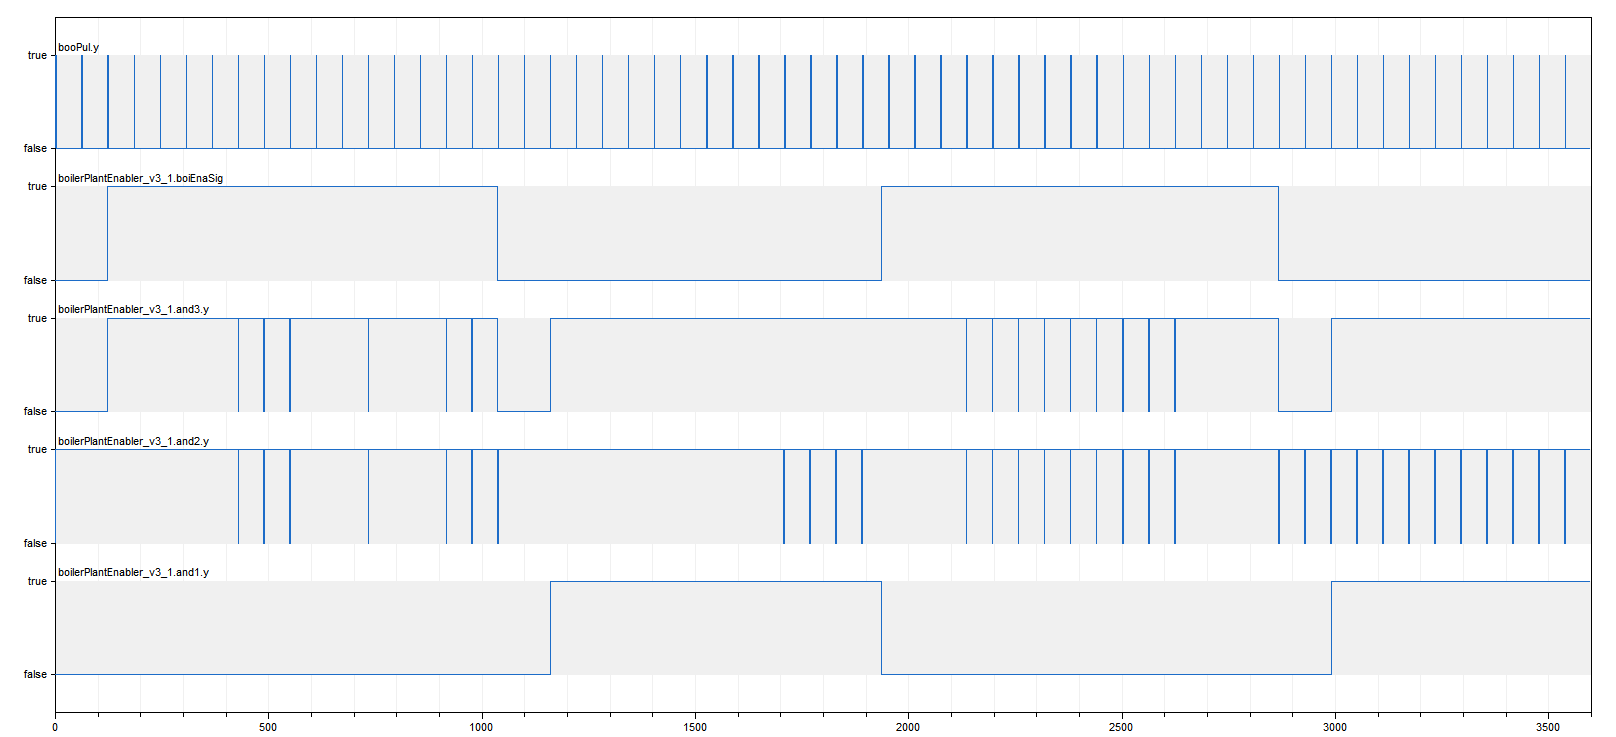 booPul.y
true
false
boilerPlantEnabler_v3_1.boiEnaSig
true
false
boilerPlantEnabler_v3_1.and3.y
true
false
boilerPlantEnabler_v3_1.and2.y
true
false
boilerPlantEnabler_v3_1.and1.y
true
false
0 500 1000 1500 2000 2500 3000 3500